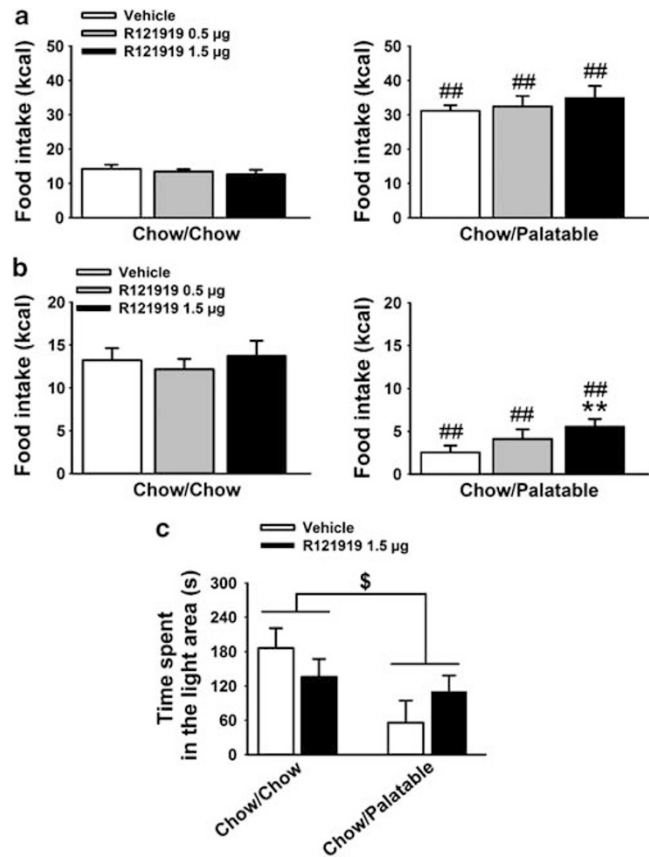 a
Vehicle
R121919 0.5 µg
R121919 1.5 µg
Food intake (kcal)
50
40
30
20
10
0
Chow/Chow
Food intake (kcal)
50
40
30
20
10
0
## ## ##
Chow/Palatable
b
Vehicle
R121919 0.5 µg
R121919 1.5 µg
Food intake (kcal)
20
15
10
5
0
Chow/Chow
Food intake (kcal)
20
15
10
5
0
## ## ##
**
Chow/Palatable
c
Vehicle
R121919 1.5 µg
Time spent
in the light area (s)
300
240
180
120
60
0
$
Chow/Chow
Chow/Palatable